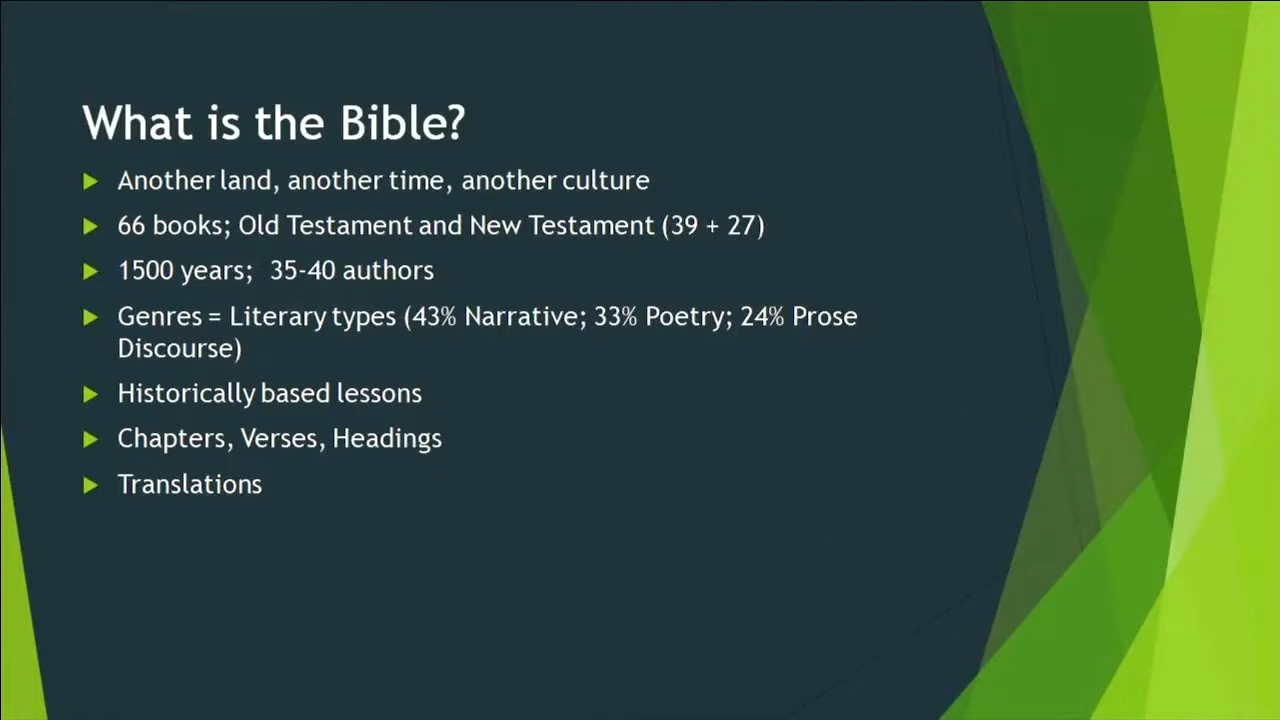 What is the Bible?
Another land, another time, another culture
66 books; Old Testament and New Testament (39 + 27)
1500 years;  35-40 authors
Genres = Literary types (43% Narrative; 33% Poetry; 24% Prose
Discourse)
Historically based lessons
Chapters, Verses, Headings
Translations